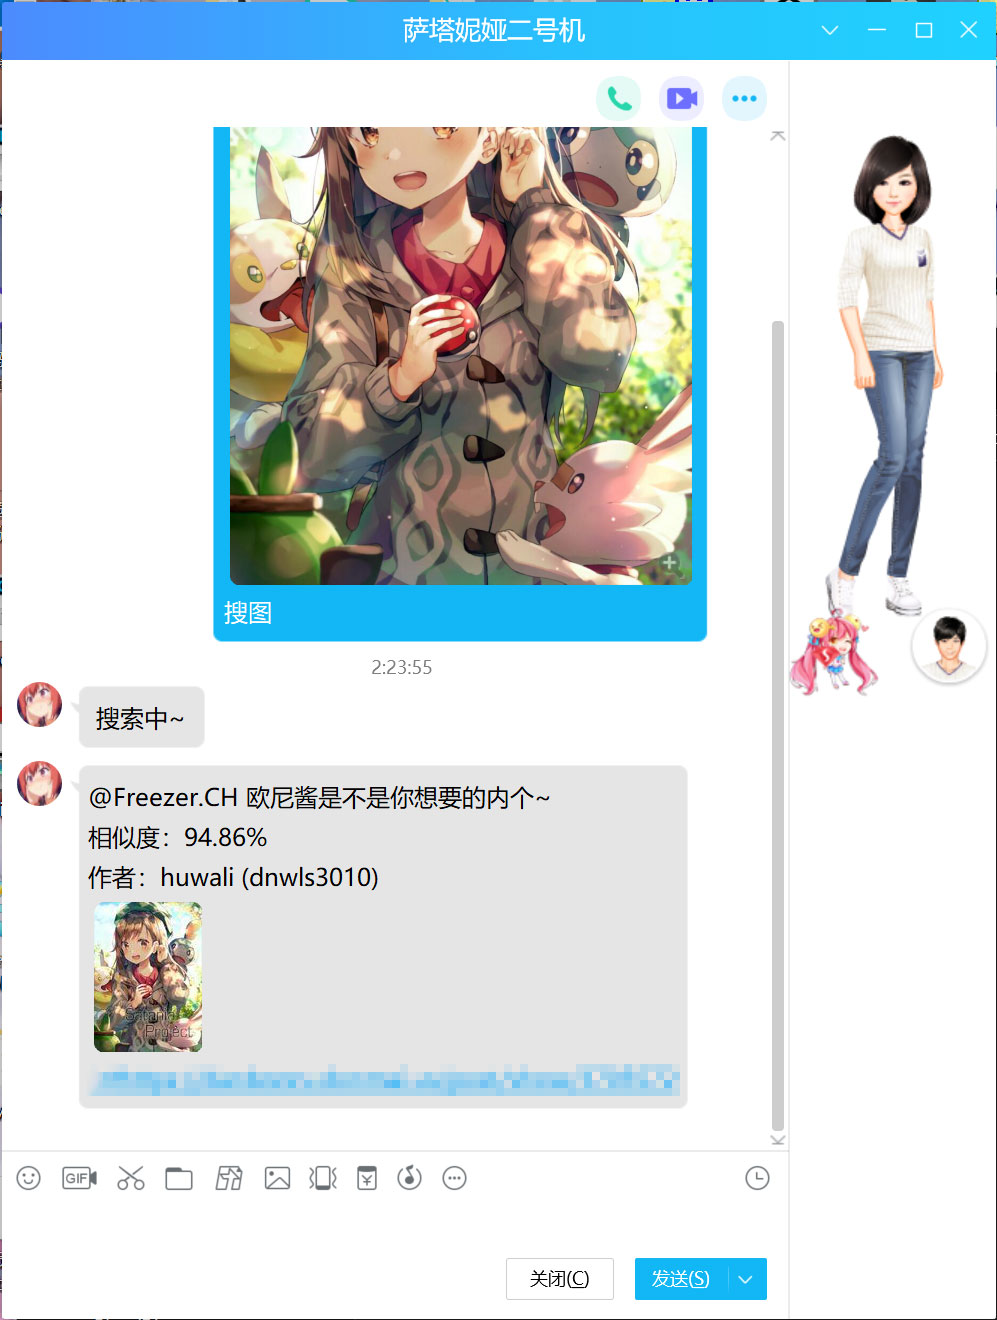 萨塔妮娅二号机
搜图
2:23:55
搜索中~
@Freezer.CH 欧尼酱是不是你想要的内个~
相似度：94.86%
作者：huwali (dnwls3010)
Satania
Project
GIF
关闭(C)
发送(S)